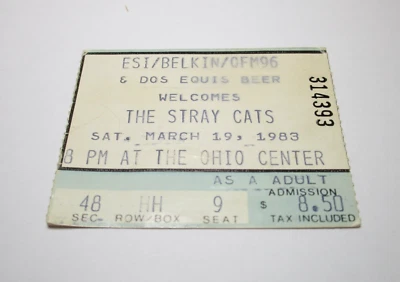 ESI/BELKIN/QFM96
& DOS EQUIS BEER
WELCOMES
THE STRAY CATS
SAT. MARCH 19, 1983
8 PM AT THE OHIO CENTER
314393
AS A ADULT
48 HH 9 ADMISSION $ 8.50
SEC. ROW/BOX SEAT TAX INCLUDED